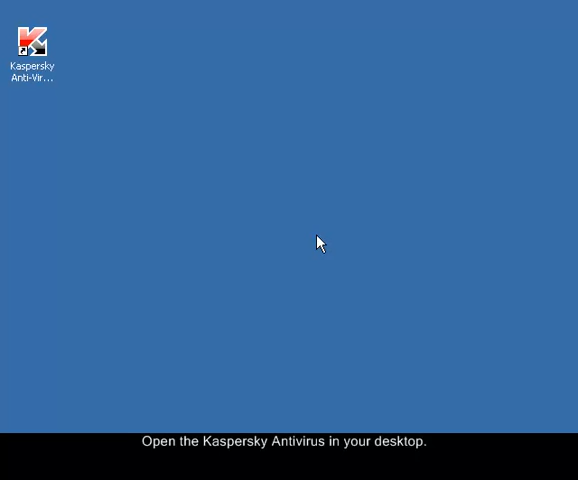 Kaspersky
Anti-Vir...
Open the Kaspersky Antivirus in your desktop.